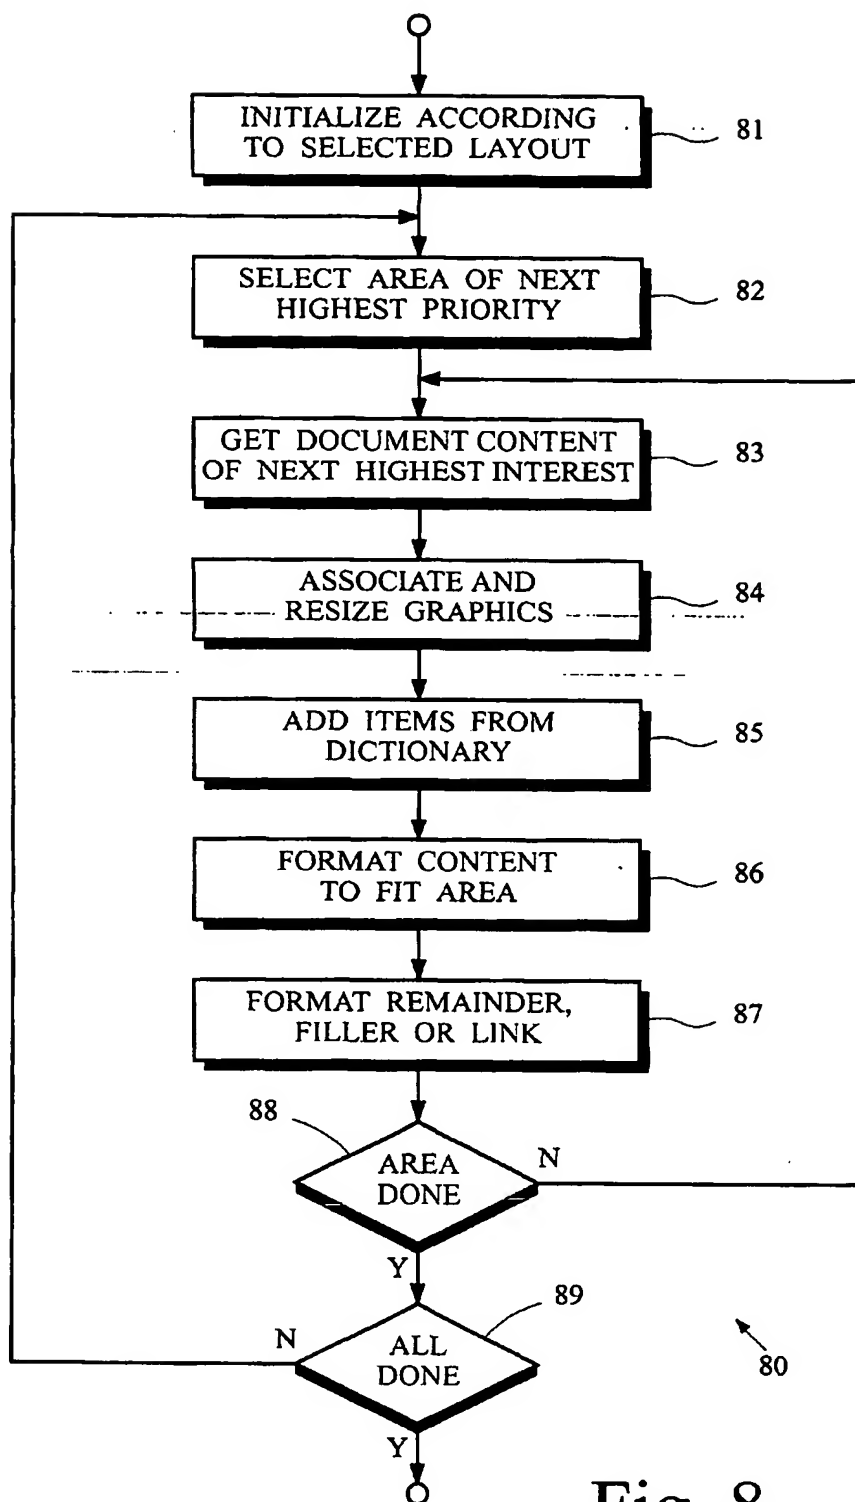 INITIALIZE ACCORDING
TO SELECTED LAYOUT
81
SELECT AREA OF NEXT
HIGHEST PRIORITY
82
GET DOCUMENT CONTENT
OF NEXT HIGHEST INTEREST
83
ASSOCIATE AND
RESIZE GRAPHICS
84
ADD ITEMS FROM
DICTIONARY
85
FORMAT CONTENT
TO FIT AREA
86
FORMAT REMAINDER,
FILLER OR LINK
87
88
AREA
DONE
N
Y
89
N
ALL
DONE
80
Y
Fig. 8